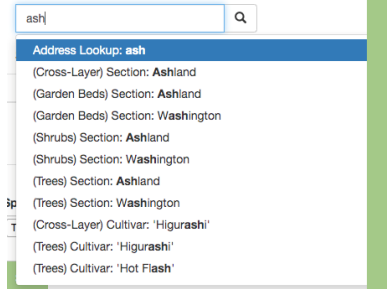 ash
Address Lookup: ash
(Cross-Layer) Section: Ashland
(Garden Beds) Section: Ashland
(Garden Beds) Section: Washington
(Shrubs) Section: Ashland
(Shrubs) Section: Washington
(Trees) Section: Ashland
(Trees) Section: Washington
(Cross-Layer) Cultivar: 'Higurashi'
(Trees) Cultivar: 'Higurashi'
(Trees) Cultivar: 'Hot Flash'